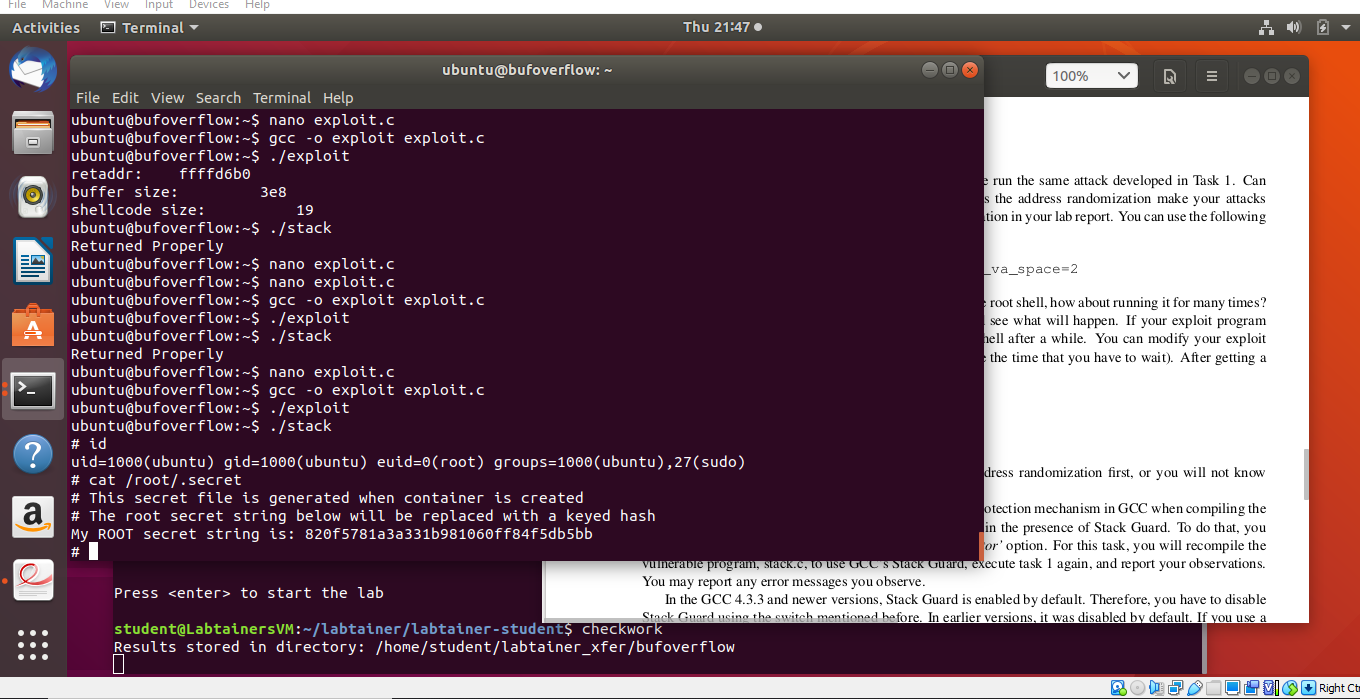 File Machine View Input Devices Help
Activities Terminal Thu 21:47
ubuntu@bufoverflow: ~
100%
File Edit View Search Terminal Help
ubuntu@bufoverflow:~$ nano exploit.c
ubuntu@bufoverflow:~$ gcc -o exploit exploit.c
ubuntu@bufoverflow:~$ ./exploit
retaddr: ffffd6b0
buffer size: 3e8
shellcode size: 19
ubuntu@bufoverflow:~$ ./stack
Returned Properly
ubuntu@bufoverflow:~$ nano exploit.c
ubuntu@bufoverflow:~$ nano exploit.c
ubuntu@bufoverflow:~$ gcc -o exploit exploit.c
ubuntu@bufoverflow:~$ ./exploit
ubuntu@bufoverflow:~$ ./stack
Returned Properly
ubuntu@bufoverflow:~$ nano exploit.c
ubuntu@bufoverflow:~$ gcc -o exploit exploit.c
ubuntu@bufoverflow:~$ ./exploit
ubuntu@bufoverflow:~$ ./stack
# id
uid=1000(ubuntu) gid=1000(ubuntu) euid=0(root) groups=1000(ubuntu),27(sudo)
# cat /root/.secret
# This secret file is generated when container is created
# The root secret string below will be replaced with a keyed hash
My ROOT secret string is: 820f5781a3a331b981060ff84f5db5bb
#
e run the same attack developed in Task 1. Can
s the address randomization make your attacks
tion in your lab report. You can use the following
_va_space=2
root shell, how about running it for many times?
see what will happen. If your exploit program
hell after a while. You can modify your exploit
the time that you have to wait). After getting a
dress randomization first, or you will not know
otection mechanism in GCC when compiling the
in the presence of Stack Guard. To do that, you
or' option. For this task, you will recompile the
vulnerable program, stack.c, to use GCC's Stack Guard, execute task 1 again, and report your observations.
You may report any error messages you observe.
In the GCC 4.3.3 and newer versions, Stack Guard is enabled by default. Therefore, you have to disable
Stack Guard using the switch mentioned before. In earlier versions, it was disabled by default. If you use a
Press <enter> to start the lab
student@LabtainersVM:~/labtainer/labtainer-student$ checkwork
Results stored in directory: /home/student/labtainer_xfer/bufoverflow
Right Ctr